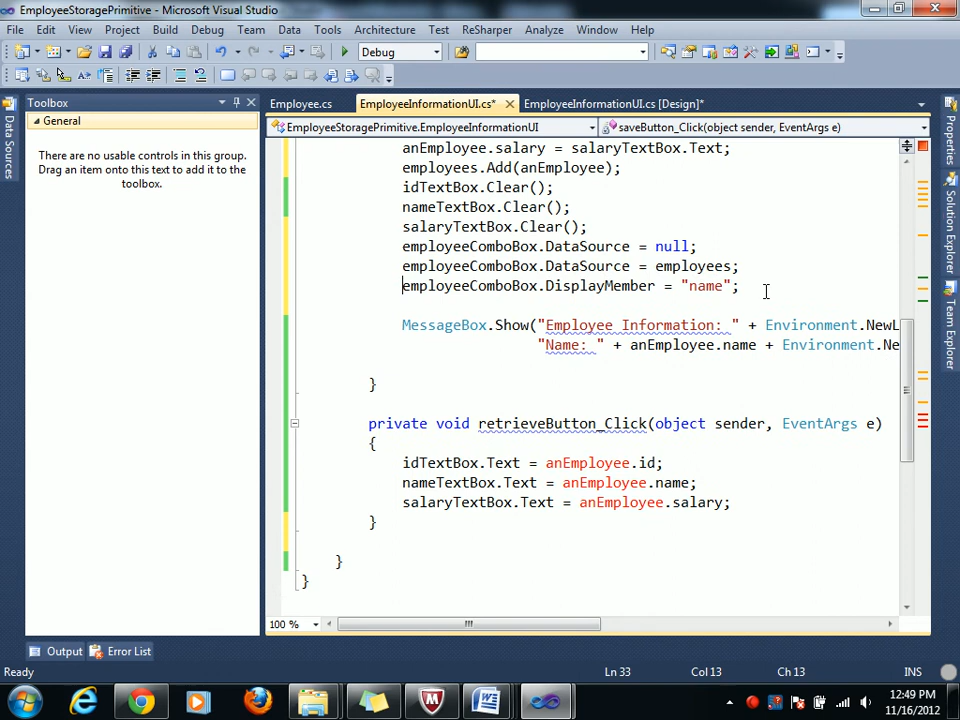 EmployeeStoragePrimitive - Microsoft Visual Studio
File Edit View Project Build Debug Team Data Tools Architecture Test ReSharper Analyze Window Help
Debug
Toolbox
General
There are no usable controls in this group. Drag an item onto this text to add it to the toolbox.
Data Sources
Employee.cs EmployeeInformationUI.cs* EmployeeInformationUI.cs [Design]*
EmployeeStoragePrimitive.EmployeeInformationUI saveButton_Click(object sender, EventArgs e)
anEmployee.salary = salaryTextBox.Text;
employees.Add(anEmployee);
idTextBox.Clear();
nameTextBox.Clear();
salaryTextBox.Clear();
employeeComboBox.DataSource = null;
employeeComboBox.DataSource = employees;
employeeComboBox.DisplayMember = "name";
MessageBox.Show("Employee Information: " + Environment.NewL
"Name: " + anEmployee.name + Environment.Ne
}
private void retrieveButton_Click(object sender, EventArgs e)
{
idTextBox.Text = anEmployee.id;
nameTextBox.Text = anEmployee.name;
salaryTextBox.Text = anEmployee.salary;
}
}
}
Properties
Solution Explorer
Team Explorer
100 %
Output Error List
Ready Ln 33 Col 13 Ch 13 INS
12:49 PM
11/16/2012